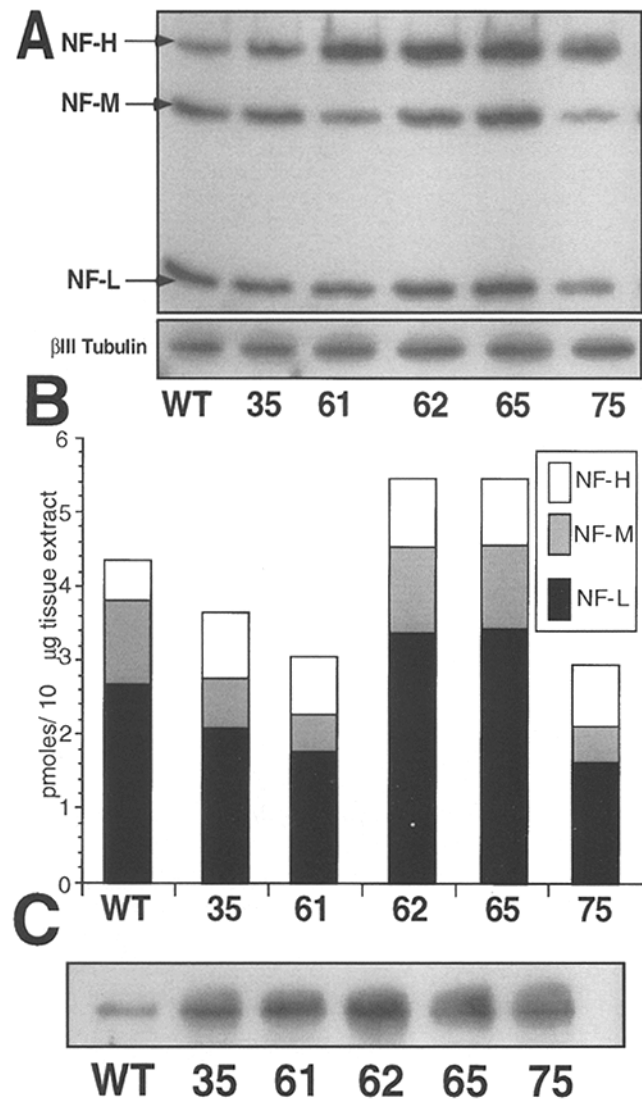 A
NF-H
NF-M
NF-L
βIII Tubulin
WT 35 61 62 65 75
B
6
5
4
3
2
1
0
pmoles/ 10 µg tissue extract
NF-H
NF-M
NF-L
WT 35 61 62 65 75
C
WT 35 61 62 65 75